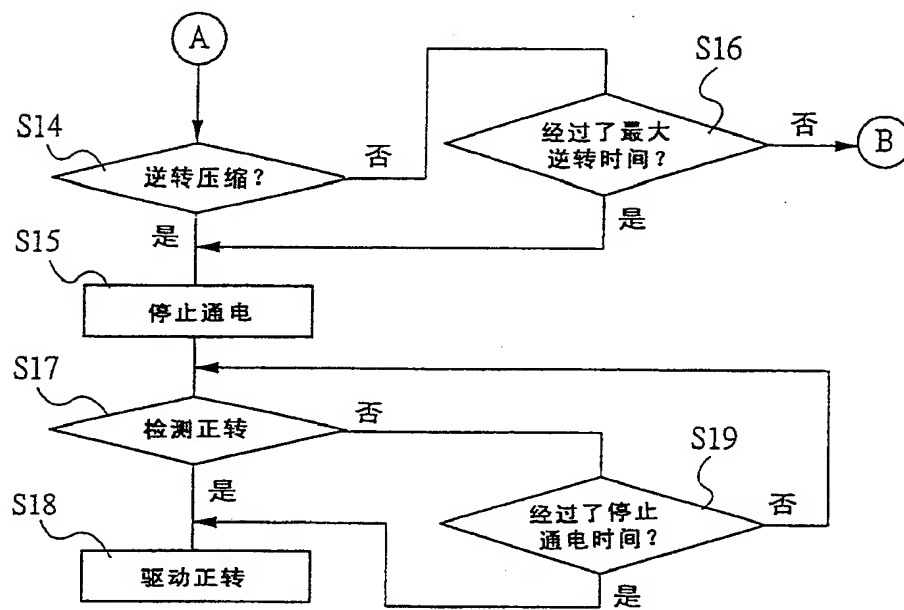 A
S16
S14
经过了最大
逆转时间？
否
B
逆转压缩？
否
是
是
S15
停止通电
S17
检测正转
否
S19
是
经过了停止
通电时间？
否
S18
驱动正转
是